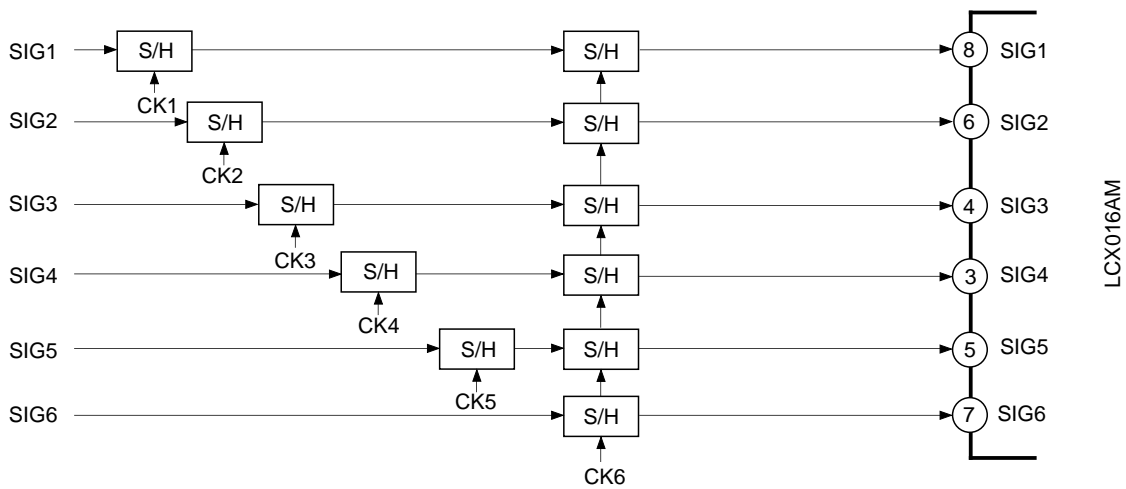 SIG1 S/H S/H 8 SIG1
CK1
SIG2 S/H S/H 6 SIG2
CK2
SIG3 S/H S/H 4 SIG3
CK3
SIG4 S/H S/H 3 SIG4
CK4
SIG5 S/H S/H 5 SIG5
CK5
SIG6 S/H 7 SIG6
CK6
LCX016AM